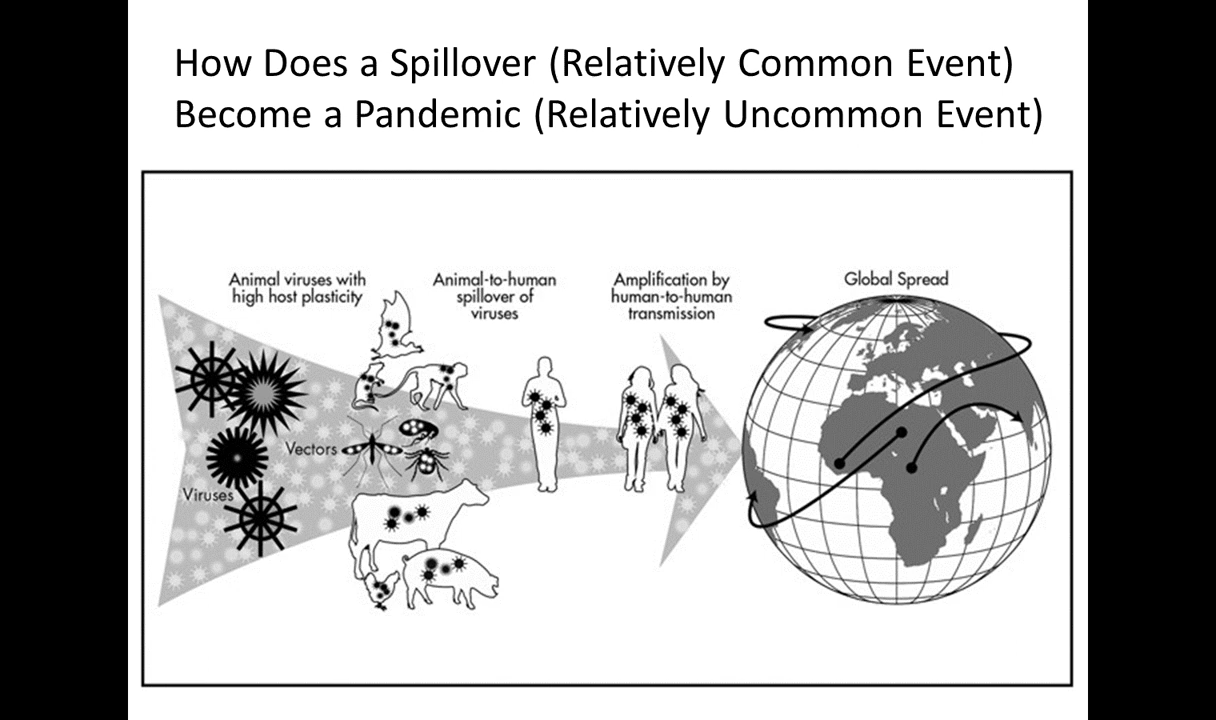 How Does a Spillover (Relatively Common Event)
Become a Pandemic (Relatively Uncommon Event)
Animal viruses with
high host plasticity
Animal-to-human
spillover of
viruses
Amplification by
human-to-human
transmission
Global Spread
Vectors
Viruses